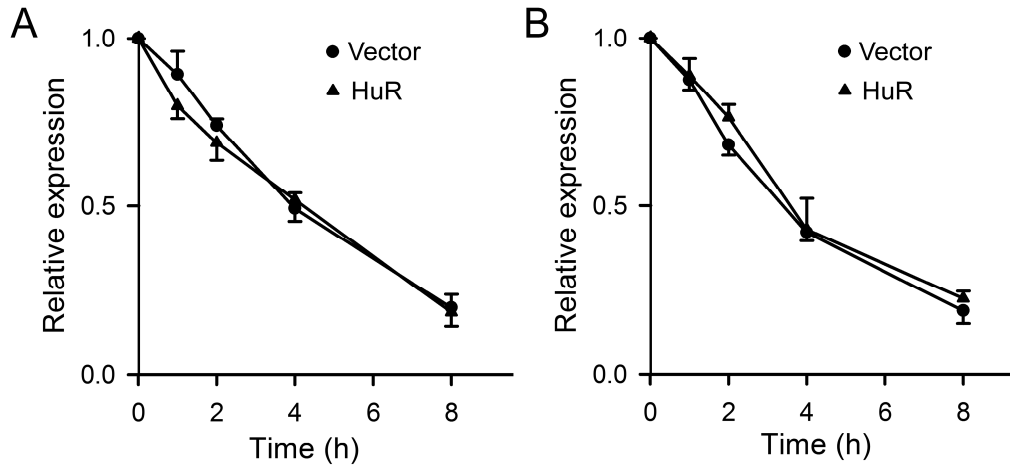 A
Relative expression
1.0
0.5
0.0
0
2
4
6
8
Time (h)
Vector
HuR
B
Relative expression
1.0
0.5
0.0
0
2
4
6
8
Time (h)
Vector
HuR